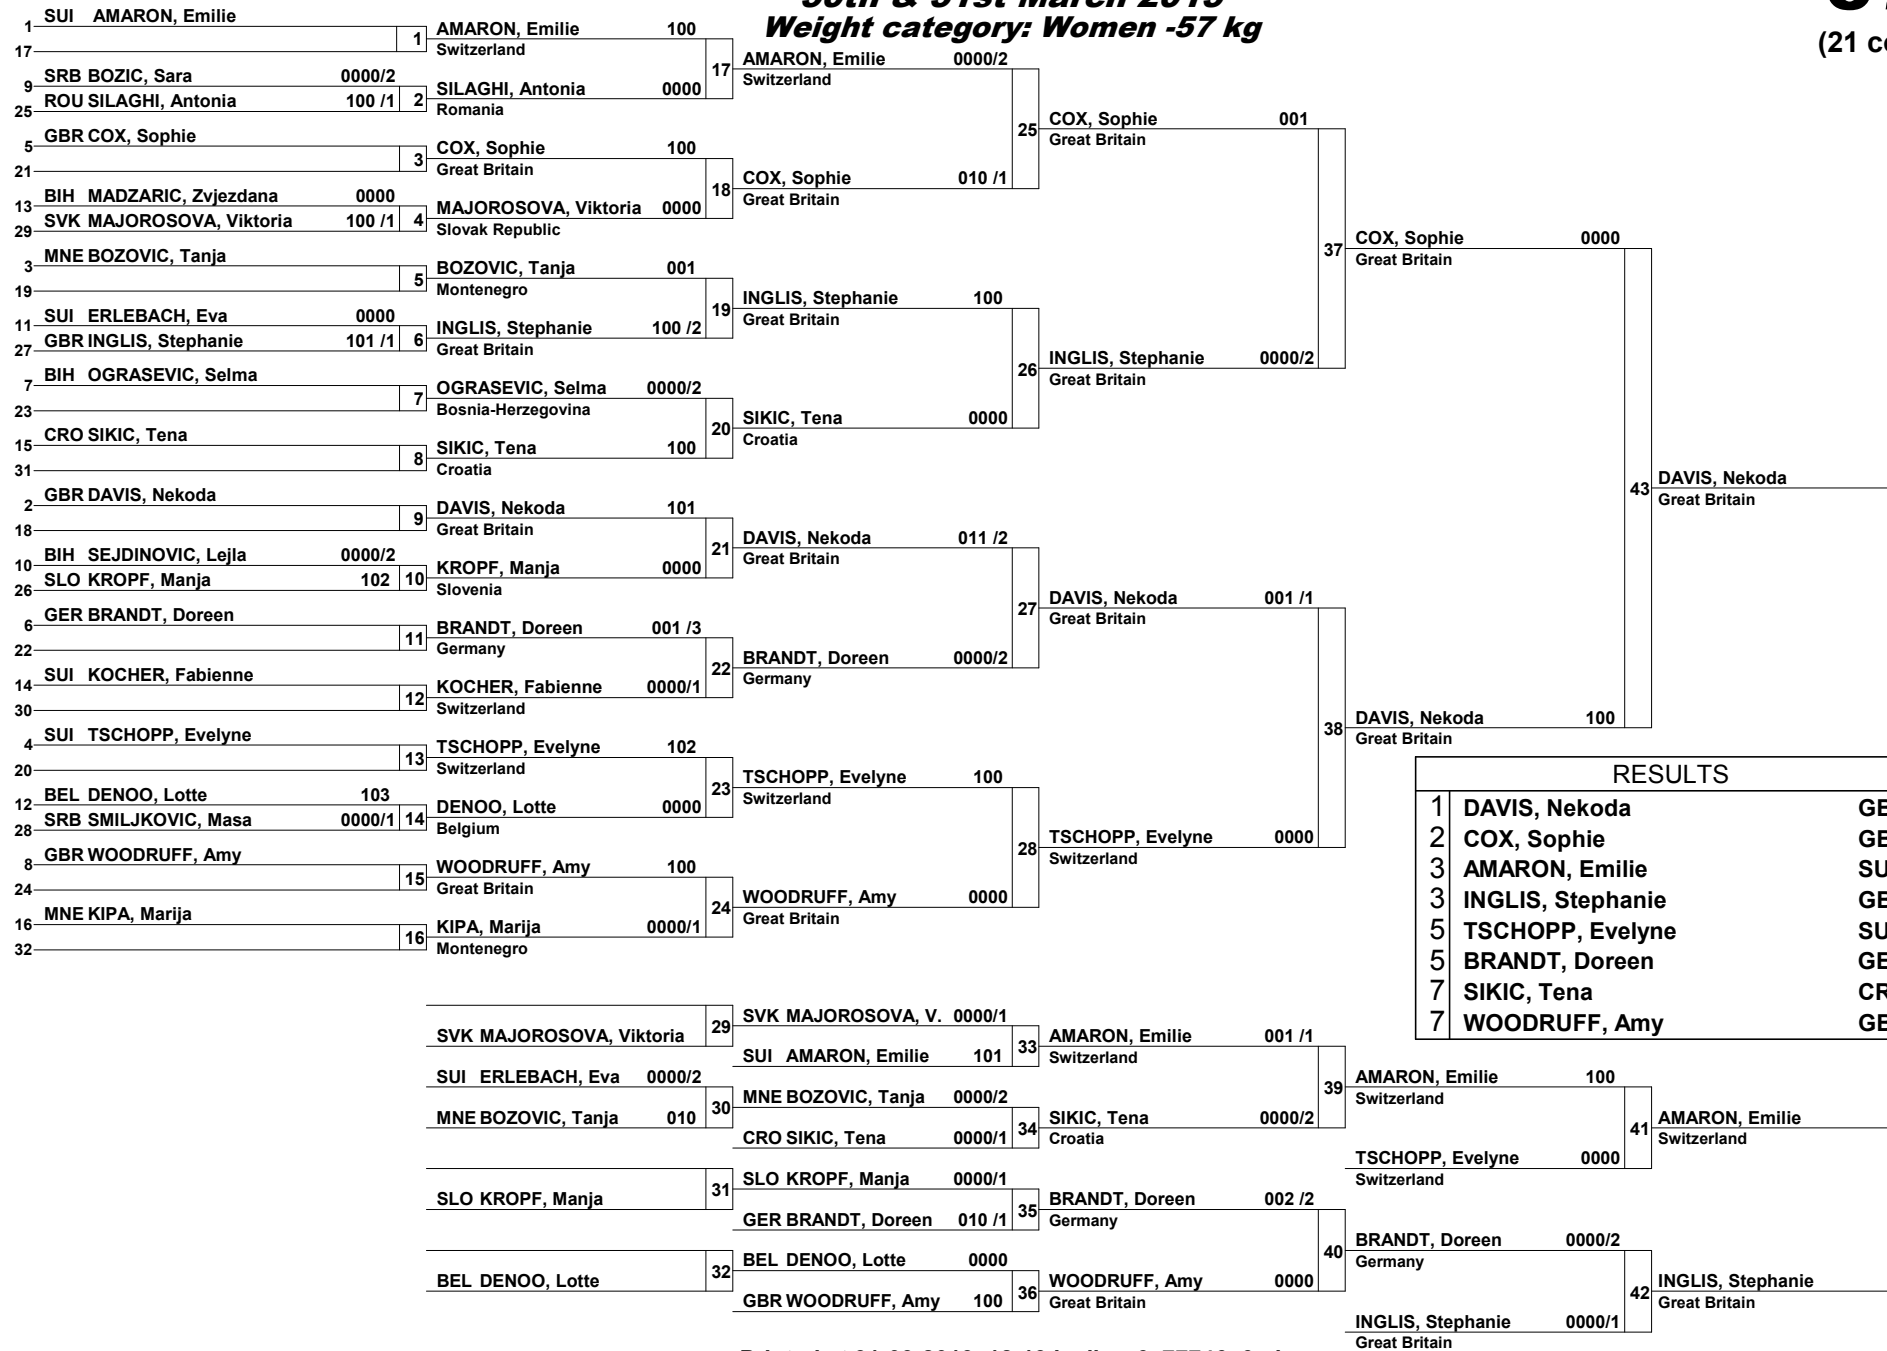 30th & 31st March 2013
Weight category: Women -57 kg
(21 c
1 SUI AMARON, Emilie
17
1
9 SRB BOZIC, Sara 0000/2
25 ROU SILAGHI, Antonia 100 /1
2
5 GBR COX, Sophie
21
3
13 BIH MADZARIC, Zvjezdana 0000
29 SVK MAJOROSOVA, Viktoria 100 /1
4
3 MNE BOZOVIC, Tanja
19
5
11 SUI ERLEBACH, Eva 0000
27 GBR INGLIS, Stephanie 101 /1
6
7 BIH OGRASEVIC, Selma
23
7
15 CRO SIKIC, Tena
31
8
2 GBR DAVIS, Nekoda
18
9
10 BIH SEJDINOVIC, Lejla 0000/2
26 SLO KROPF, Manja 102
10
6 GER BRANDT, Doreen
22
11
14 SUI KOCHER, Fabienne
30
12
4 SUI TSCHOPP, Evelyne
20
13
12 BEL DENOO, Lotte 103
28 SRB SMILJKOVIC, Masa 0000/1
14
8 GBR WOODRUFF, Amy
24
15
16 MNE KIPA, Marija
32
16
AMARON, Emilie 100
Switzerland
17
SILAGHI, Antonia 0000
Romania
COX, Sophie 100
Great Britain
18
MAJOROSOVA, Viktoria 0000
Slovak Republic
BOZOVIC, Tanja 001
Montenegro
19
INGLIS, Stephanie 100 /2
Great Britain
OGRASEVIC, Selma 0000/2
Bosnia-Herzegovina
20
SIKIC, Tena 100
Croatia
DAVIS, Nekoda 101
Great Britain
21
KROPF, Manja 0000
Slovenia
BRANDT, Doreen 001 /3
Germany
22
KOCHER, Fabienne 0000/1
Switzerland
TSCHOPP, Evelyne 102
Switzerland
23
DENOO, Lotte 0000
Belgium
WOODRUFF, Amy 100
Great Britain
24
KIPA, Marija 0000/1
Montenegro
AMARON, Emilie 0000/2
Switzerland
25
COX, Sophie 010 /1
Great Britain
INGLIS, Stephanie 100
Great Britain
26
SIKIC, Tena 0000
Croatia
DAVIS, Nekoda 011 /2
Great Britain
27
BRANDT, Doreen 0000/2
Germany
TSCHOPP, Evelyne 100
Switzerland
28
WOODRUFF, Amy 0000
Great Britain
COX, Sophie 001
Great Britain
37
INGLIS, Stephanie 0000/2
Great Britain
DAVIS, Nekoda 001 /1
Great Britain
38
TSCHOPP, Evelyne 0000
Switzerland
COX, Sophie 0000
Great Britain
43
DAVIS, Nekoda 100
Great Britain
DAVIS, Nekoda
Great Britain
RESULTS
1 DAVIS, Nekoda GB
2 COX, Sophie GB
3 AMARON, Emilie SU
3 INGLIS, Stephanie GB
5 TSCHOPP, Evelyne SU
5 BRANDT, Doreen GE
7 SIKIC, Tena CR
7 WOODRUFF, Amy GB
SVK MAJOROSOVA, Viktoria
29
SUI ERLEBACH, Eva 0000/2
30
MNE BOZOVIC, Tanja 010
SLO KROPF, Manja
31
BEL DENOO, Lotte
32
SVK MAJOROSOVA, V. 0000/1
33
SUI AMARON, Emilie 101
MNE BOZOVIC, Tanja 0000/2
34
CRO SIKIC, Tena 0000/1
SLO KROPF, Manja 0000/1
35
GER BRANDT, Doreen 010 /1
BEL DENOO, Lotte 0000
36
GBR WOODRUFF, Amy 100
AMARON, Emilie 001 /1
Switzerland
39
SIKIC, Tena 0000/2
Croatia
BRANDT, Doreen 002 /2
Germany
40
WOODRUFF, Amy 0000
Great Britain
AMARON, Emilie 100
Switzerland
41
TSCHOPP, Evelyne 0000
Switzerland
BRANDT, Doreen 0000/2
Germany
42
INGLIS, Stephanie 0000/1
Great Britain
AMARON, Emilie
Switzerland
INGLIS, Stephanie
Great Britain